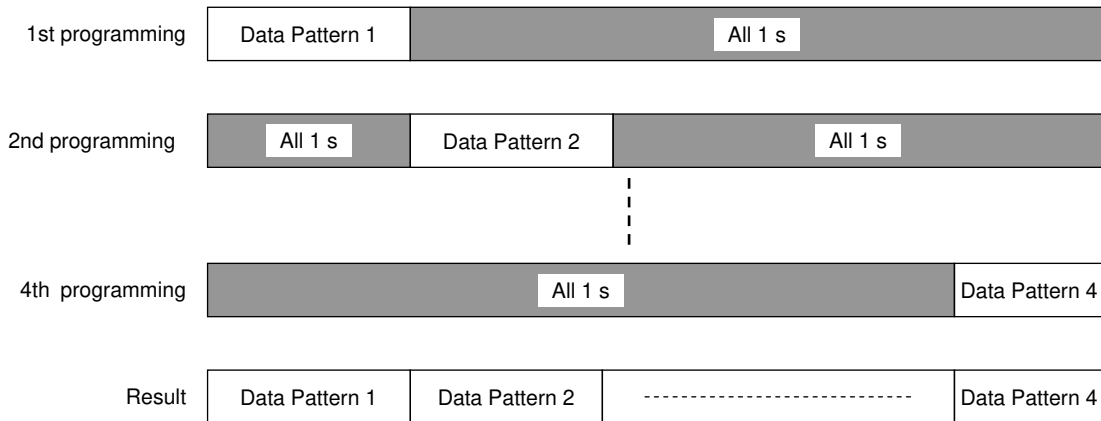 1st programming Data Pattern 1 All 1 s
2nd programming All 1 s Data Pattern 2 All 1 s
4th programming All 1 s Data Pattern 4
Result Data Pattern 1 Data Pattern 2 Data Pattern 4